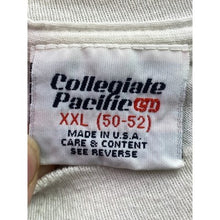 Collegiate
Pacific
XXL (50-52)
MADE IN U.S.A.
CARE & CONTENT
SEE REVERSE